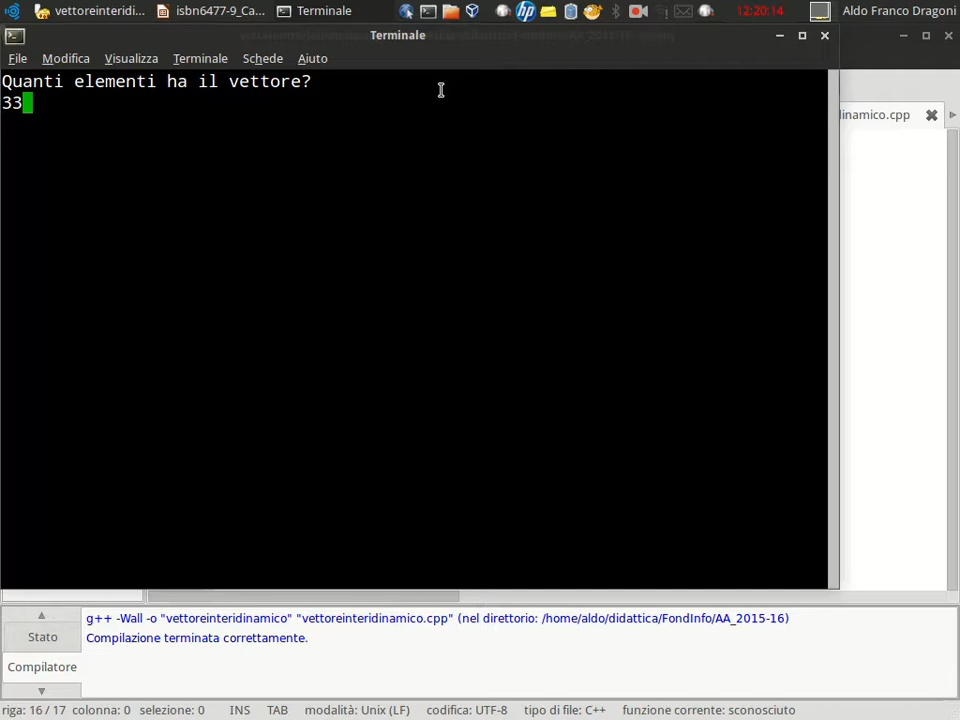 vettoreinteridi... isbn6477-9_Ca... Terminale 12:20:14 Aldo Franco Dragoni
Terminale
File Modifica Visualizza Terminale Schede Aiuto
Quanti elementi ha il vettore?
33
dinamico.cpp
g++ -Wall -o "vettoreinteridinamico" "vettoreinteridinamico.cpp" (nel direttorio: /home/aldo/didattica/FondInfo/AA_2015-16)
Stato
Compilazione terminata correttamente.
Compilatore
riga: 16 / 17 colonna: 0 selezione: 0 INS TAB modalità: Unix (LF) codifica: UTF-8 tipo di file: C++ funzione corrente: sconosciuto